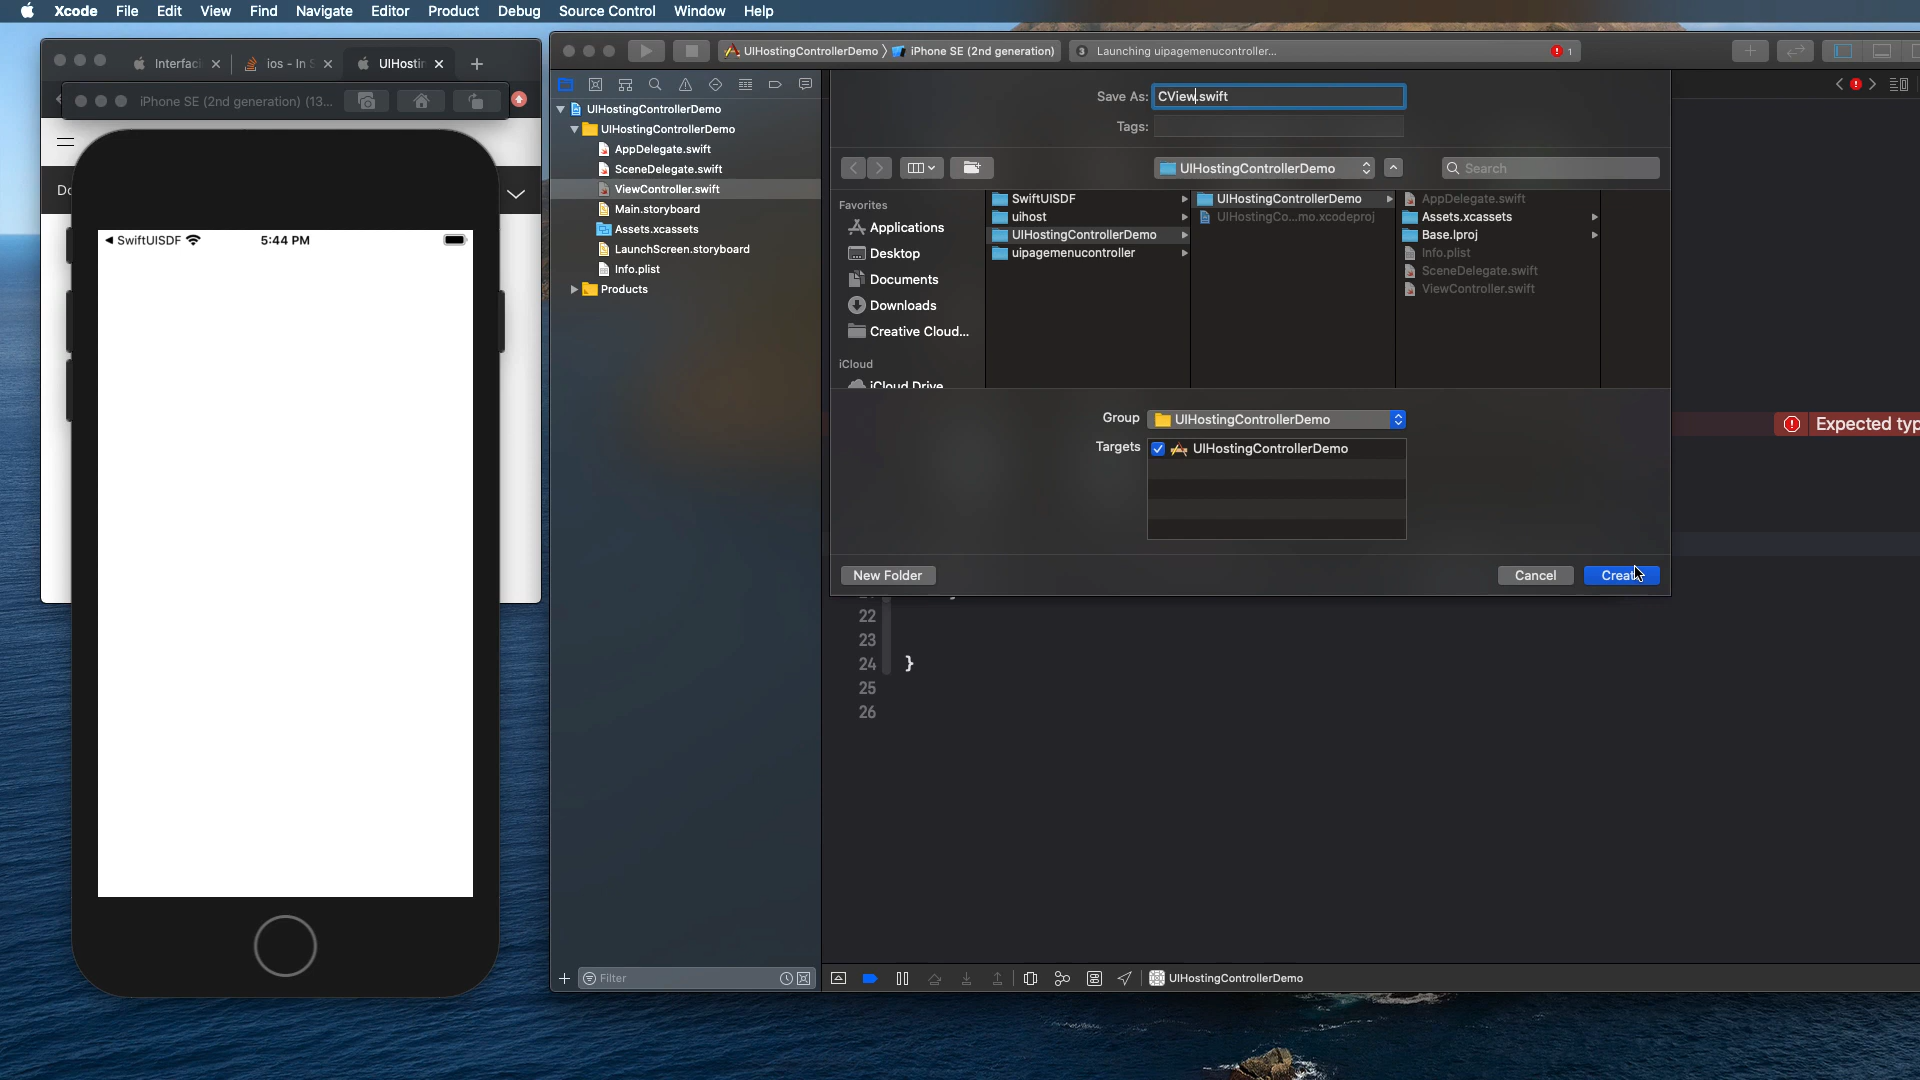 Xcode File Edit View Find Navigate Editor Product Debug Source Control Window Help
Interfac ios - In S UIHostin
UIHostingControllerDemo iPhone SE (2nd generation)
3 Launching uipagemenucontroller... 1
iPhone SE (2nd generation) (13...
SwiftUISDF 5:44 PM
UIHostingControllerDemo
UIHostingControllerDemo
AppDelegate.swift
SceneDelegate.swift
ViewController.swift
Main.storyboard
Assets.xcassets
LaunchScreen.storyboard
Info.plist
Products
Filter
Save As: CView.swift
Tags:
UIHostingControllerDemo
Search
Favorites
Applications
Desktop
Documents
Downloads
Creative Cloud...
iCloud
iCloud Drive
SwiftUISDF
uihost
UIHostingControllerDemo
uipagemenucontroller
UIHostingControllerDemo
UIHostingCo...mo.xcodeproj
AppDelegate.swift
Assets.xcassets
Base.lproj
Info.plist
SceneDelegate.swift
ViewController.swift
Group UIHostingControllerDemo
Targets UIHostingControllerDemo
New Folder Cancel Creat
Expected typ
22
23
24 }
25
26
UIHostingControllerDemo